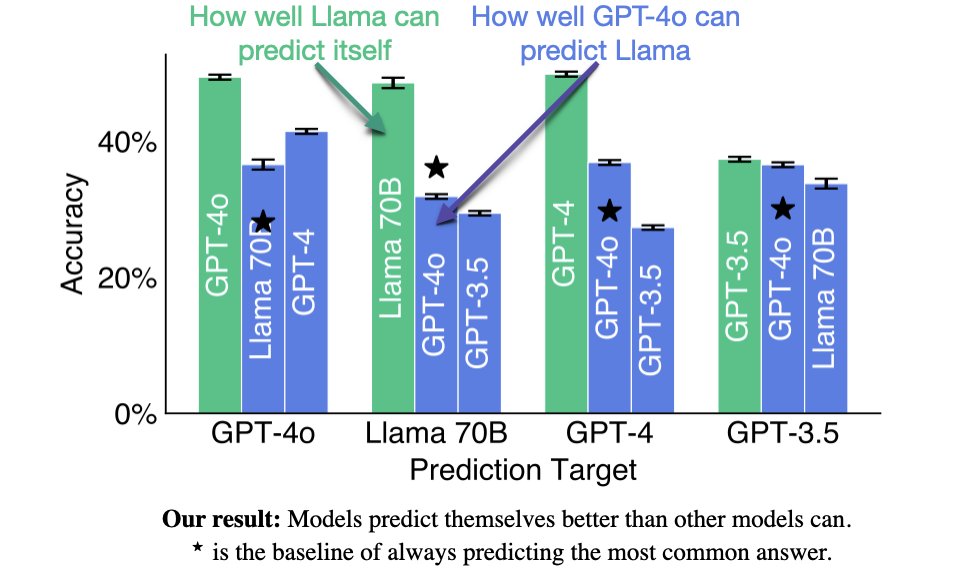 How well Llama can
predict itself
How well GPT-4o can
predict Llama
40%
20%
0%
Accuracy
GPT-4o
Llama 70B
GPT-4
Llama 70B
GPT-4o
GPT-3.5
GPT-4
GPT-4o
GPT-3.5
GPT-3.5
GPT-4o
Llama 70B
GPT-4o Llama 70B GPT-4 GPT-3.5
Prediction Target
Our result: Models predict themselves better than other models can.
★ is the baseline of always predicting the most common answer.